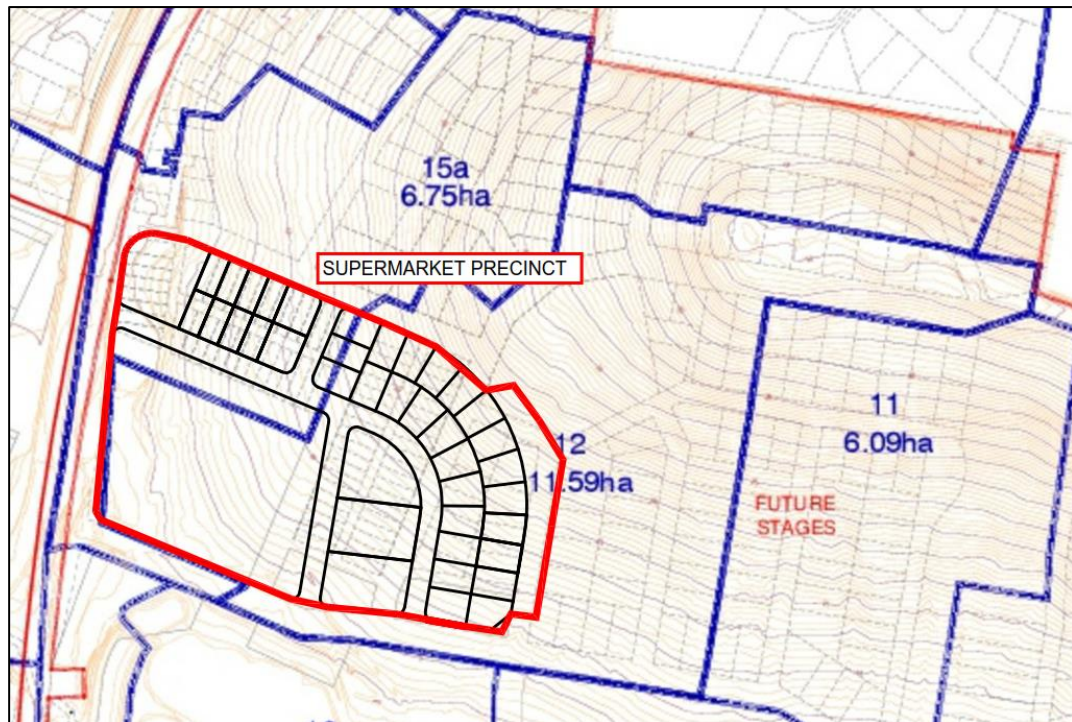 15a
6.75ha
SUPERMARKET PRECINCT
12
11.59ha
11
6.09ha
FUTURE
STAGES